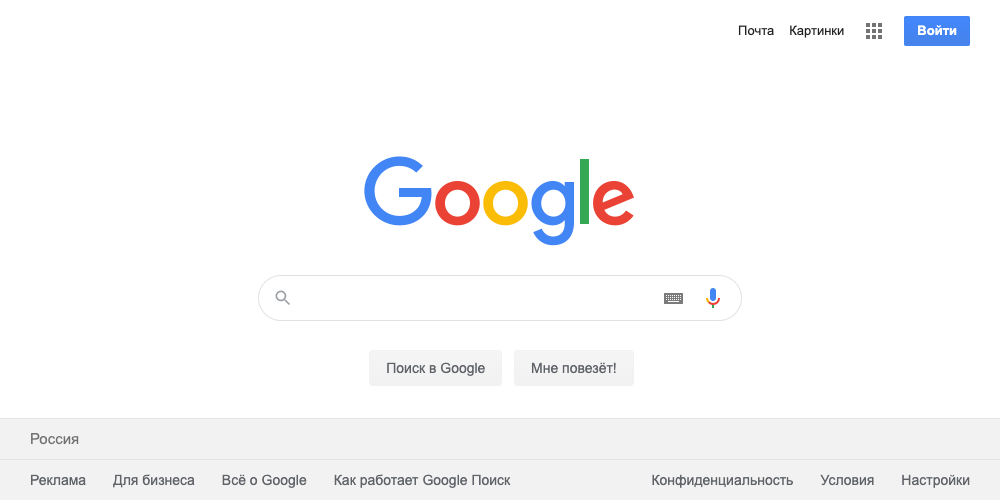 Почта Картинки Войти
Google
Поиск в Google Мне повезёт!
Россия
Реклама Для бизнеса Всё о Google Как работает Google Поиск Конфиденциальность Условия Настройки